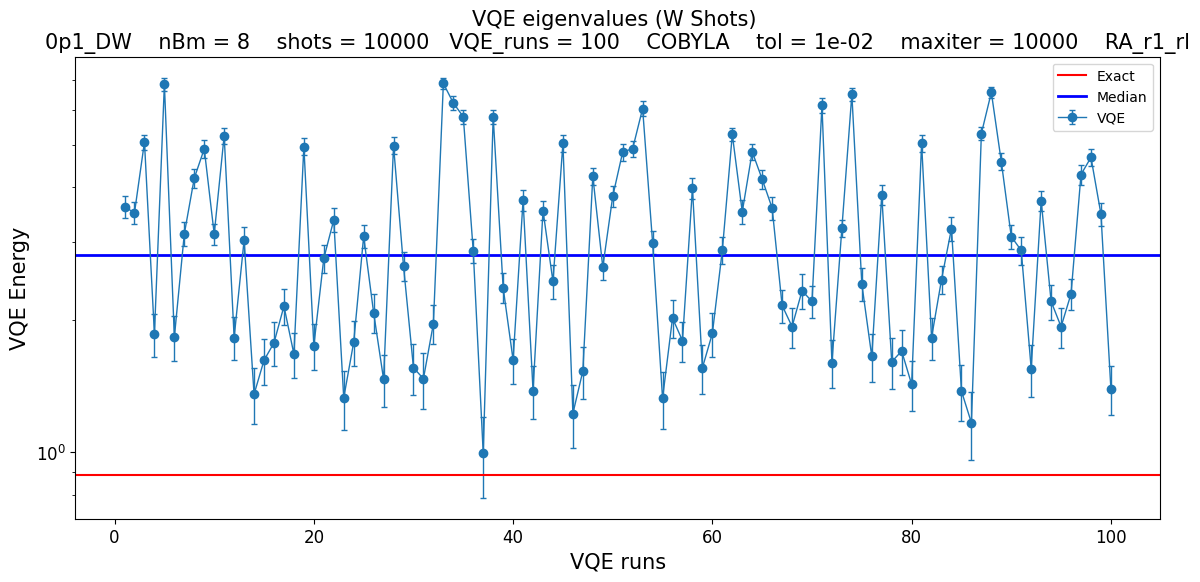 VQE eigenvalues (W Shots)
0p1_DW nBm = 8 shots = 10000 VQE_runs = 100 COBYLA tol = 1e-02 maxiter = 10000
Exact
Median
VQE
VQE Energy
10⁰
0 20 40 60 80 100
VQE runs